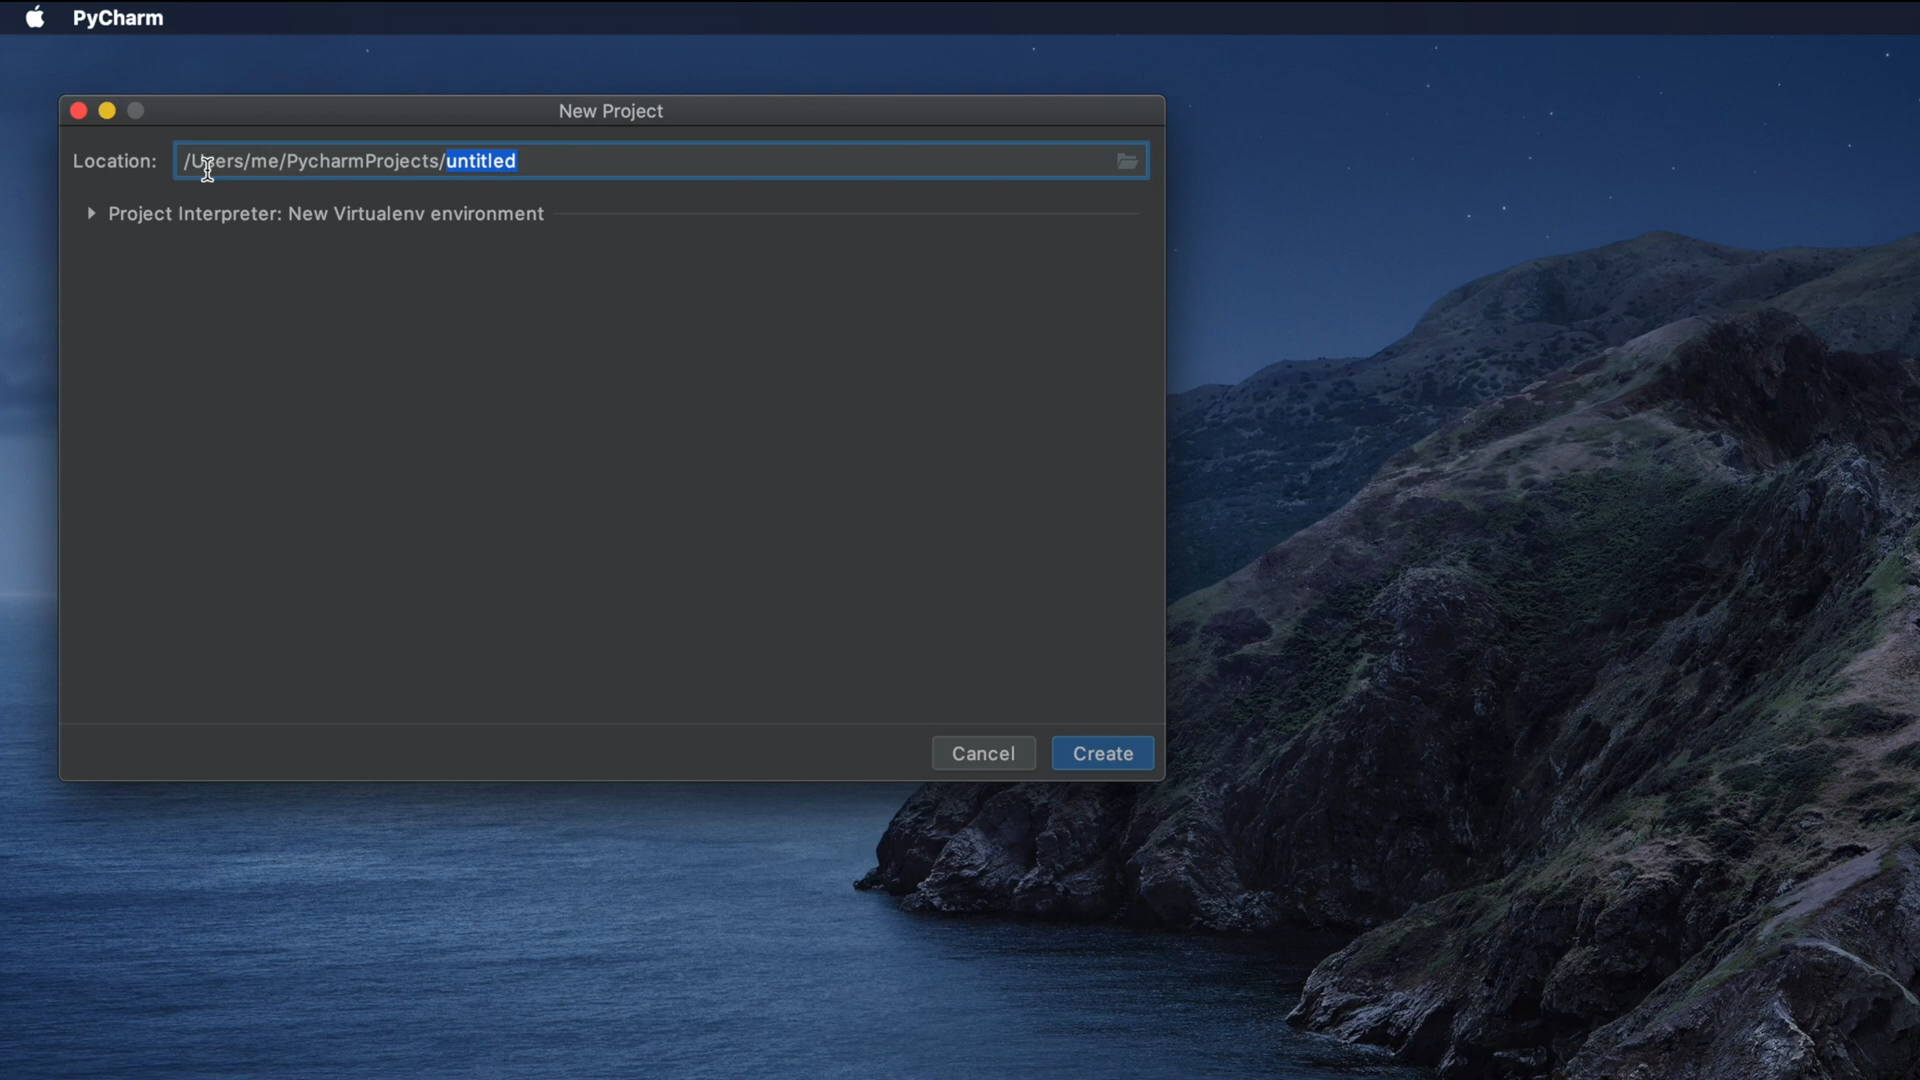 PyCharm
New Project
Location: /Users/me/PycharmProjects/untitled
Project Interpreter: New Virtualenv environment
Cancel Create